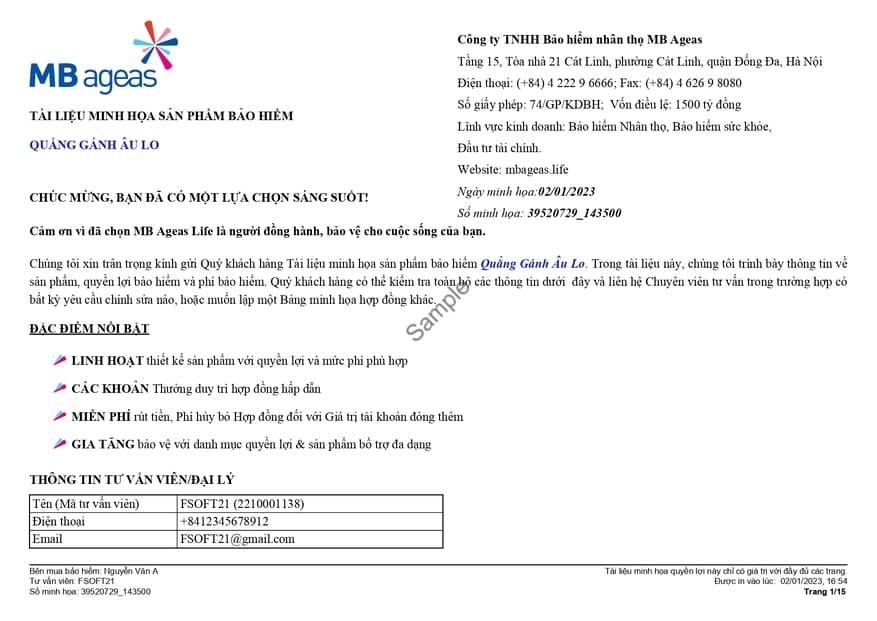 MB ageas
TÀI LIỆU MINH HỌA SẢN PHẨM BẢO HIỂM
QUẢNG GÁNH ÂU LO
CHÚC MỪNG, BẠN ĐÃ CÓ MỘT LỰA CHỌN SÁNG SUỐT!
Công ty TNHH Bảo hiểm nhân thọ MB Ageas
Tầng 15, Tòa nhà 21 Cát Linh, phường Cát Linh, quận Đống Đa, Hà Nội
Điện thoại: (+84) 4 222 9 6666; Fax: (+84) 4 626 9 8080
Số giấy phép: 74/GP/KDBH; Vốn điều lệ: 1500 tỷ đồng
Lĩnh vực kinh doanh: Bảo hiểm Nhân thọ, Bảo hiểm sức khỏe,
Đầu tư tài chính.
Website: mbageas.life
Ngày minh họa:02/01/2023
Số minh họa: 39520729_143500
Cảm ơn vì đã chọn MB Ageas Life là người đồng hành, bảo vệ cho cuộc sống của bạn.
Chúng tôi xin trân trọng kính gửi Quý khách hàng Tài liệu minh họa sản phẩm bảo hiểm Quảng Gánh Âu Lo. Trong tài liệu này, chúng tôi trình bày thông tin về
sản phẩm, quyền lợi bảo hiểm và phí bảo hiểm. Quý khách hàng có thể kiểm tra toàn bộ các thông tin dưới đây và liên hệ Chuyên viên tư vấn trong trường hợp có
bất kỳ yêu cầu chỉnh sửa nào, hoặc muốn lập một Bảng minh họa hợp đồng khác.
Sample
ĐẶC ĐIỂM NỔI BẬT
LINH HOẠT thiết kế sản phẩm với quyền lợi và mức phí phù hợp
CÁC KHOẢN Thưởng duy trì hợp đồng hấp dẫn
MIỄN PHÍ rút tiền, Phí hủy bỏ Hợp đồng đối với Giá trị tài khoản đóng thêm
GIA TĂNG bảo vệ với danh mục quyền lợi & sản phẩm bổ trợ đa dạng
THÔNG TIN TƯ VẤN VIÊN/ĐẠI LÝ
Tên (Mã tư vấn viên) FSOFT21 (2210001138)
Điện thoại +8412345678912
Email FSOFT21@gmail.com
Bên mua bảo hiểm: Nguyễn Văn A
Tư vấn viên: FSOFT21
Số minh họa: 39520729_143500
Tài liệu minh họa quyền lợi này chỉ có giá trị với đầy đủ các trang.
Được in vào lúc: 02/01/2023, 16:54
Trang 1/15